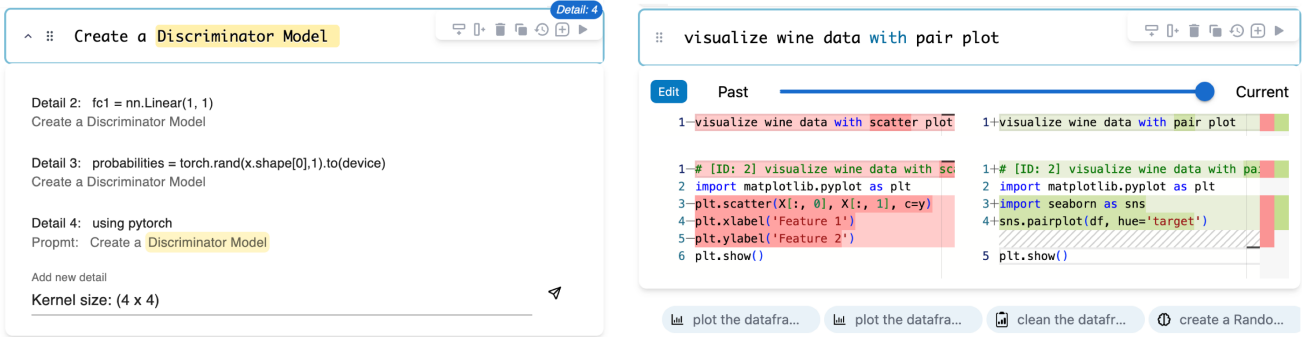 Detail: 4
Create a Discriminator Model
Detail 2: fc1 = nn.Linear(1, 1)
Create a Discriminator Model
Detail 3: probabilities = torch.rand(x.shape[0],1).to(device)
Create a Discriminator Model
Detail 4: using pytorch
Propmt: Create a Discriminator Model
Add new detail
Kernel size: (4 x 4)
visualize wine data with pair plot
Edit Past Current
1-visualize wine data with scatter plot
1-# [ID: 2] visualize wine data with sc
2 import matplotlib.pyplot as plt
3-plt.scatter(X[:, 0], X[:, 1], c=y)
4-plt.xlabel('Feature 1')
5-plt.ylabel('Feature 2')
6 plt.show()
1+visualize wine data with pair plot
1+# [ID: 2] visualize wine data with pa
2 import matplotlib.pyplot as plt
3+import seaborn as sns
4+sns.pairplot(df, hue='target')
5 plt.show()
plot the datafra... plot the datafra... clean the datafr... create a Rando...